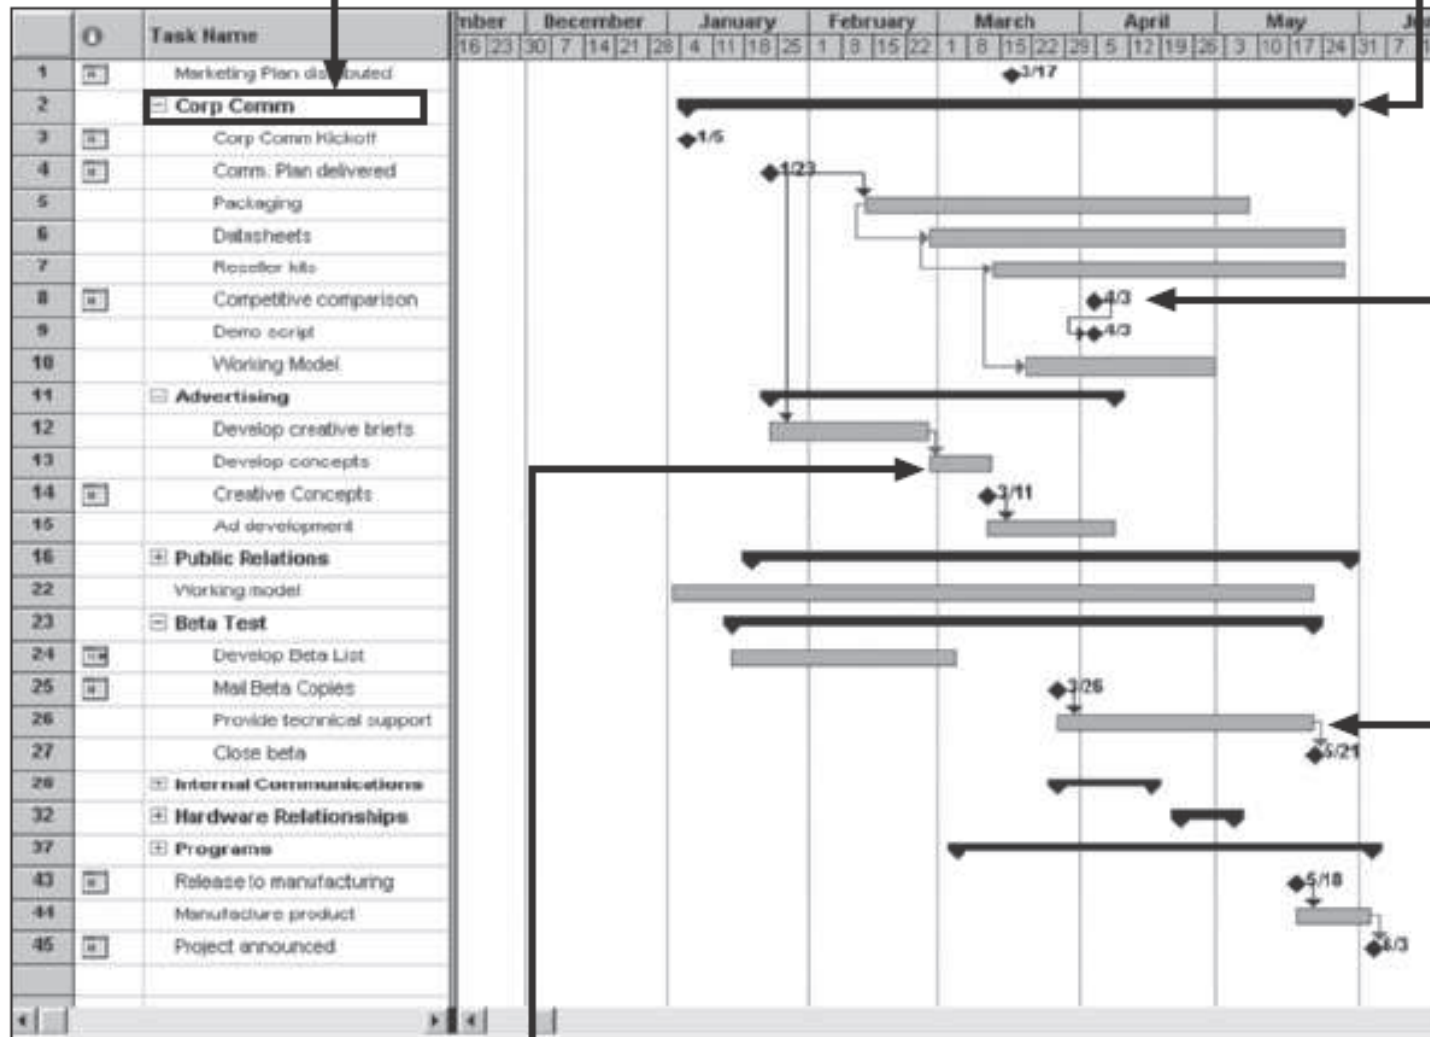 Task Name
mber December January February March April May
16 23 30 7 14 21 28 4 11 18 25 1 8 15 22 1 8 15 22 29 5 12 19 26 3 10 17 24 31 7
1 Marketing Plan distributed 3/17
2 Corp Comm
3 Corp Comm Kickoff 1/5
4 Comm. Plan delivered 1/23
5 Packaging
6 Datasheets
7 Reseller kits
8 Competitive comparison 4/3
9 Demo script 4/3
10 Working Model
11 Advertising
12 Develop creative briefs
13 Develop concepts
14 Creative Concepts 3/11
15 Ad development
16 Public Relations
22 Working model
23 Beta Test
24 Develop Beta List
25 Mail Beta Copies 3/26
26 Provide technical support
27 Close beta 5/21
28 Internal Communications
32 Hardware Relationships
37 Programs
43 Release to manufacturing 5/18
44 Manufacture product
45 Project announced 6/3